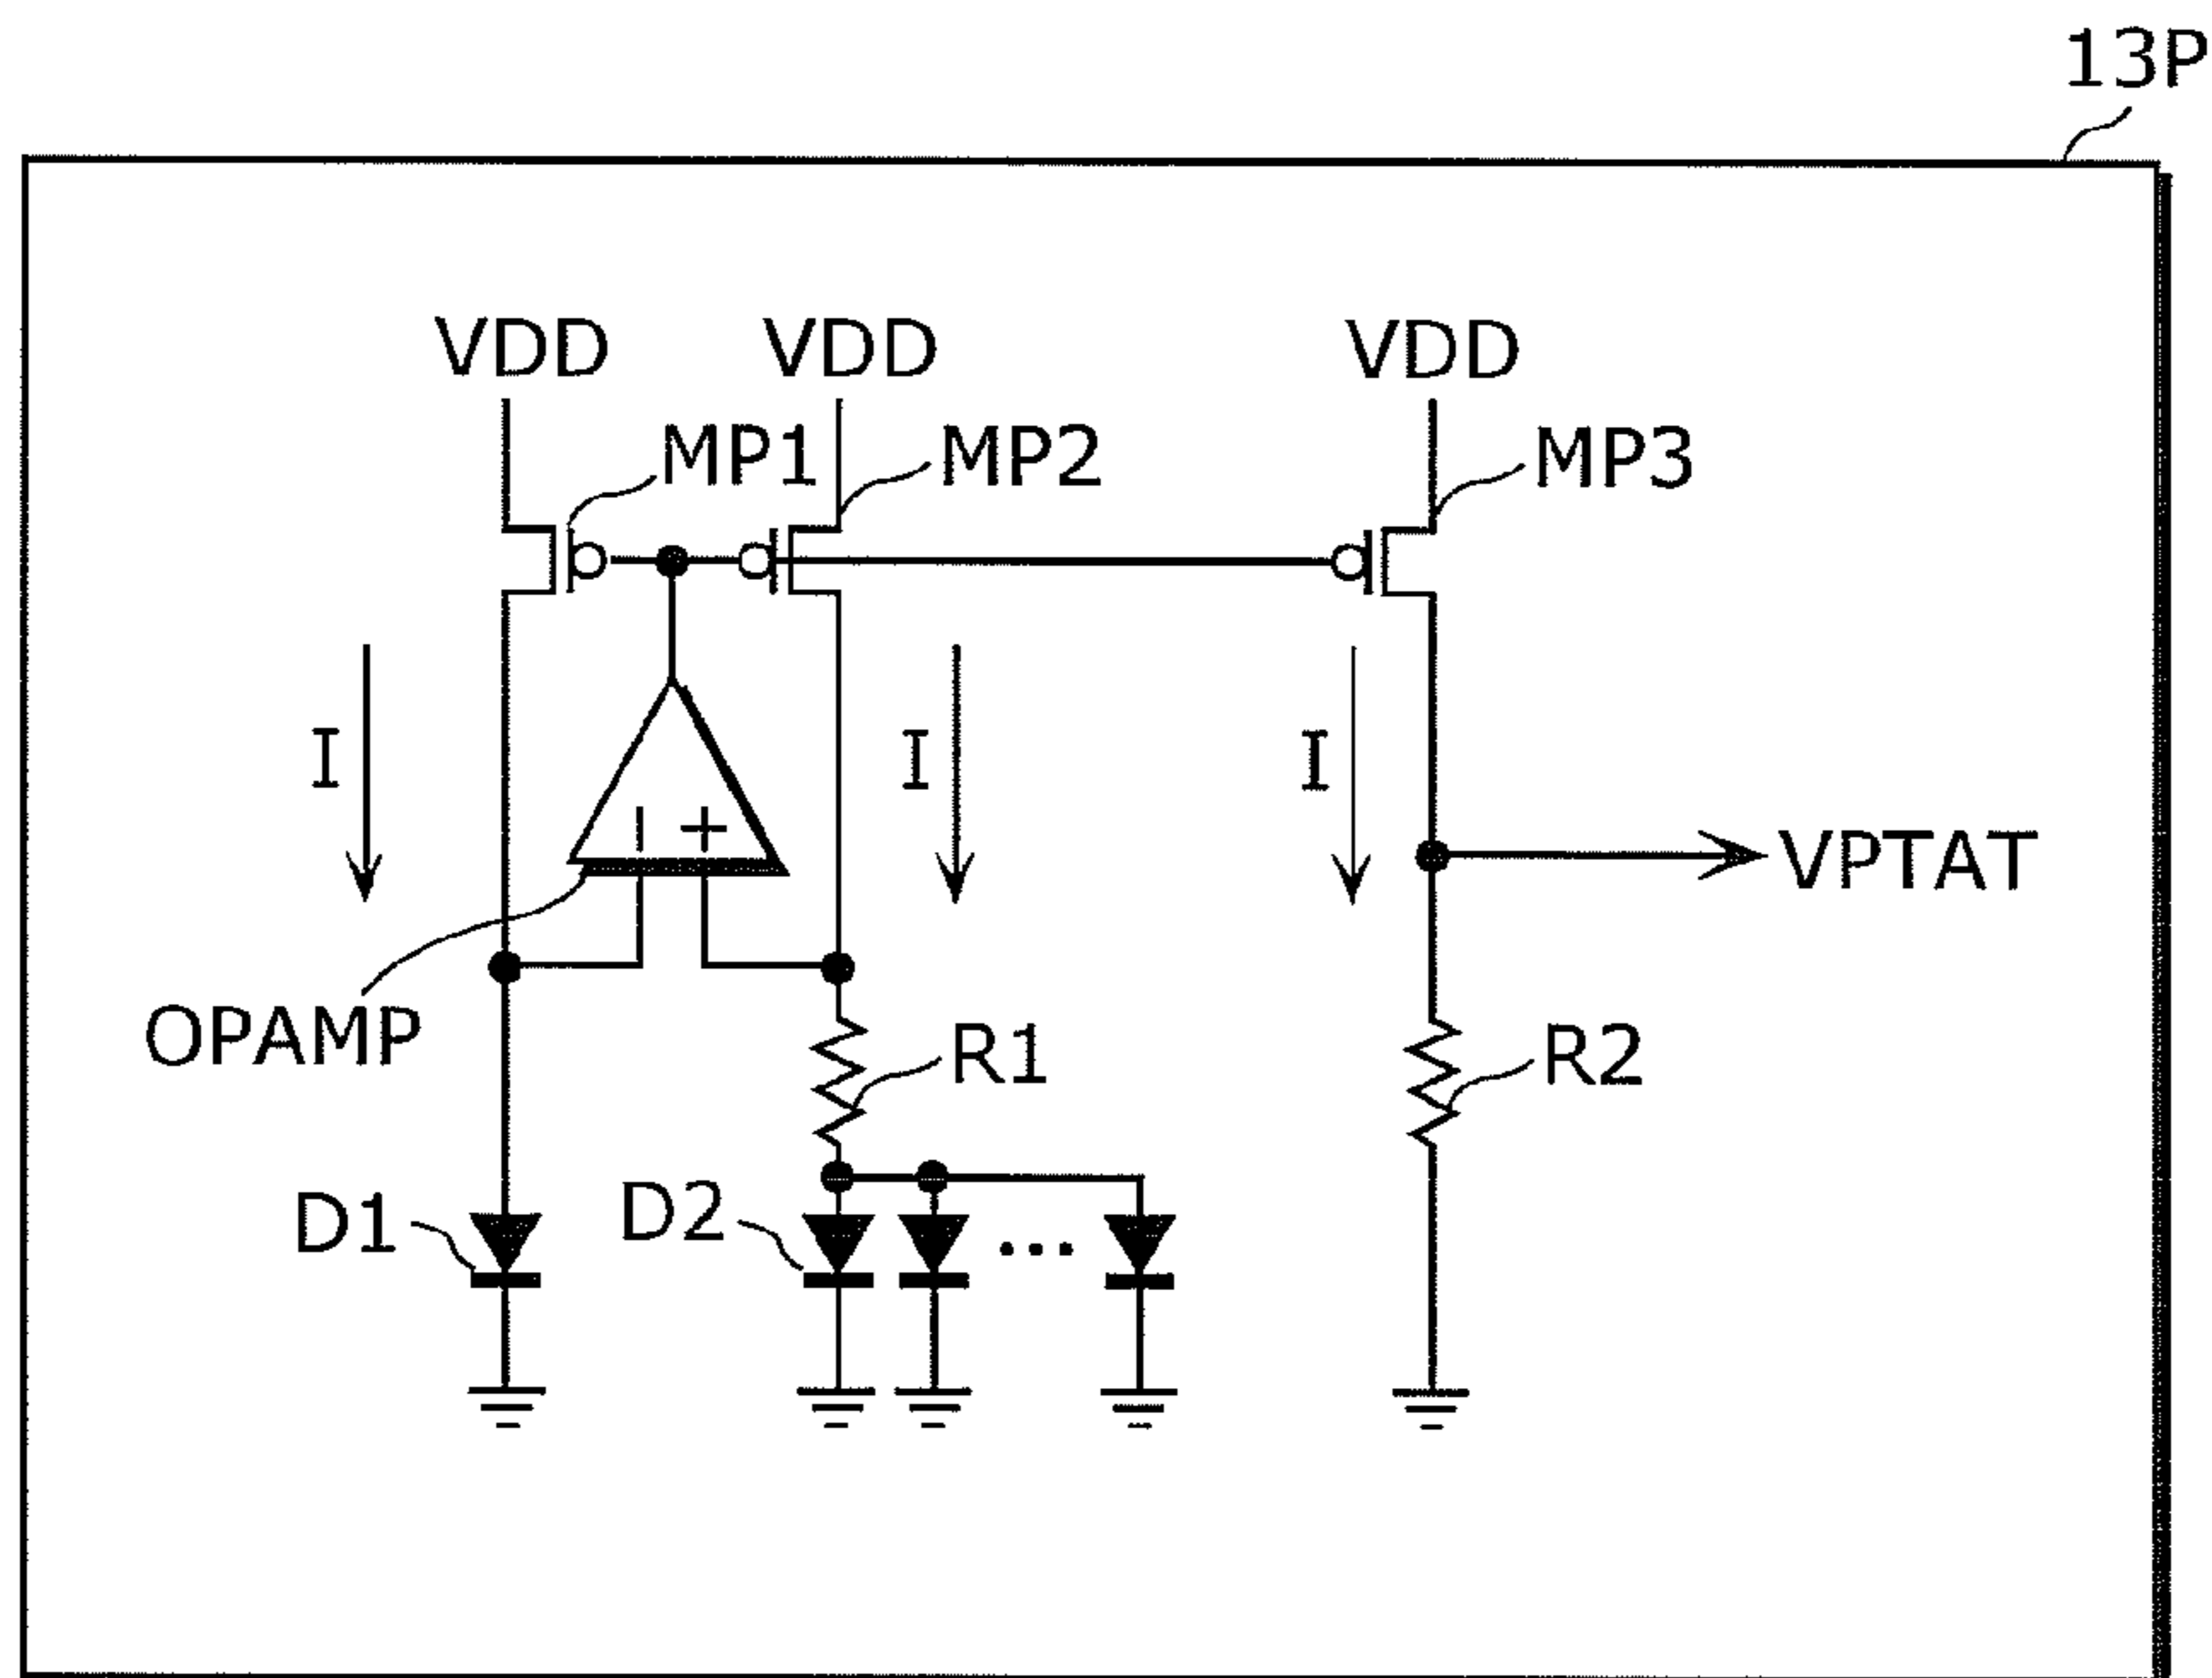 13P
VDD VDD VDD
MP1 MP2 MP3
I I I
− +
VPTAT
OPAMP R1 R2
D1 D2 ...